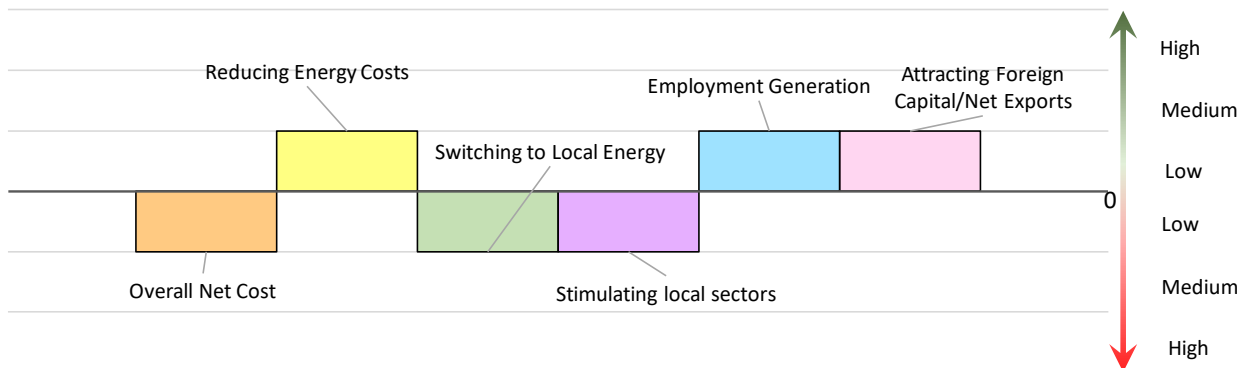 High
Reducing Energy Costs
Attracting Foreign
Capital/Net Exports
Employment Generation
Medium
Switching to Local Energy
Low
0
Low
Overall Net Cost
Stimulating local sectors
Medium
High